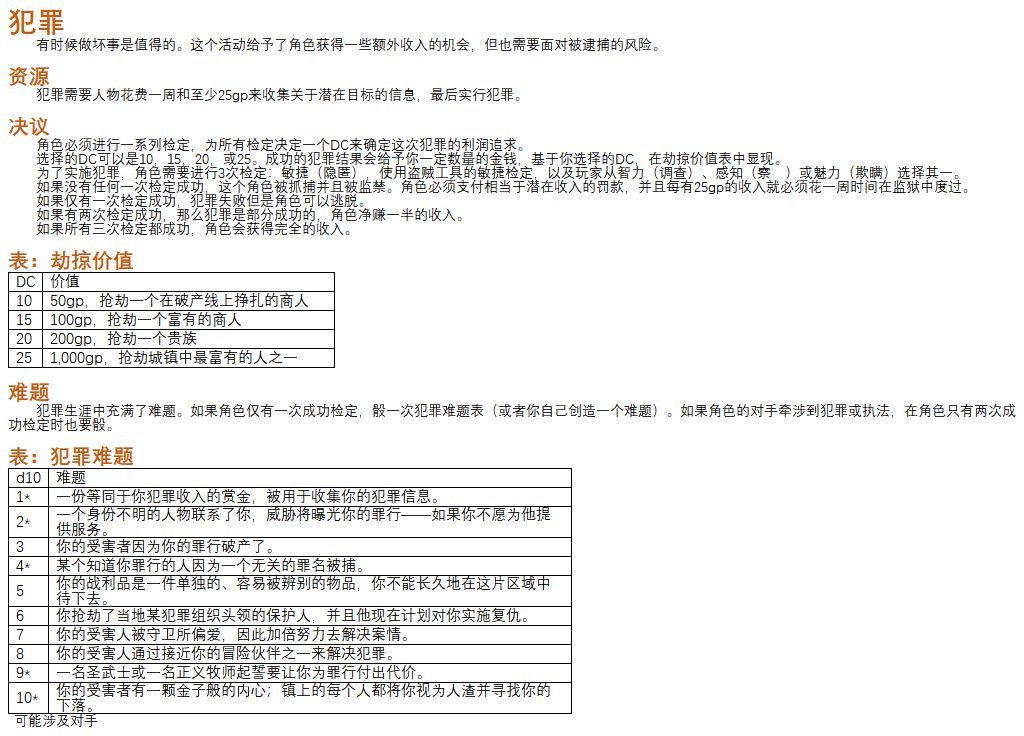 犯罪
有时候做坏事是值得的。这个活动给予了角色获得一些额外收入的机会，但也需要面对被逮捕的风险。
资源
犯罪需要人物花费一周和至少25gp来收集关于潜在目标的信息，最后实行犯罪。
决议
角色必须进行一系列检定，为所有检定决定一个DC来确定这次犯罪的利润追求。
选择的DC可以是10，15，20，或25。成功的犯罪结果会给予你一定数量的金钱，基于你选择的DC，在劫掠价值表中显现。
为了实施犯罪，角色需要进行3次检定：敏捷（隐匿），使用盗贼工具的敏捷检定，以及玩家从智力（调查）、感知（察　）或魅力（欺瞒）选择其一。
如果没有任何一次检定成功，这个角色被抓捕并且被监禁。角色必须支付相当于潜在收入的罚款，并且每有25gp的收入就必须花一周时间在监狱中度过。
如果仅有一次检定成功，犯罪失败但是角色可以逃脱。
如果有两次检定成功，那么犯罪是部分成功的，角色净赚一半的收入。
如果所有三次检定都成功，角色会获得完全的收入。
表：劫掠价值
DC 价值
10 50gp，抢劫一个在破产线上挣扎的商人
15 100gp，抢劫一个富有的商人
20 200gp，抢劫一个贵族
25 1,000gp，抢劫城镇中最富有的人之一
难题
犯罪生涯中充满了难题。如果角色仅有一次成功检定，骰一次犯罪难题表（或者你自己创造一个难题）。如果角色的对手牵涉到犯罪或执法，在角色只有两次成
功检定时也要骰。
表：犯罪难题
d10 难题
1* 一份等同于你犯罪收入的赏金，被用于收集你的犯罪信息。
2* 一个身份不明的人物联系了你，威胁将曝光你的罪行——如果你不愿为他提
供服务。
3 你的受害者因为你的罪行破产了。
4* 某个知道你罪行的人因为一个无关的罪名被捕。
5 你的战利品是一件单独的、容易被辨别的物品，你不能长久地在这片区域中
待下去。
6 你抢劫了当地某犯罪组织头领的保护人，并且他现在计划对你实施复仇。
7 你的受害人被守卫所偏爱，因此加倍努力去解决案情。
8 你的受害人通过接近你的冒险伙伴之一来解决犯罪。
9* 一名圣武士或一名正义牧师起誓要让你为罪行付出代价。
10* 你的受害者有一颗金子般的内心；镇上的每个人都将你视为人渣并寻找你的
下落。
可能涉及对手